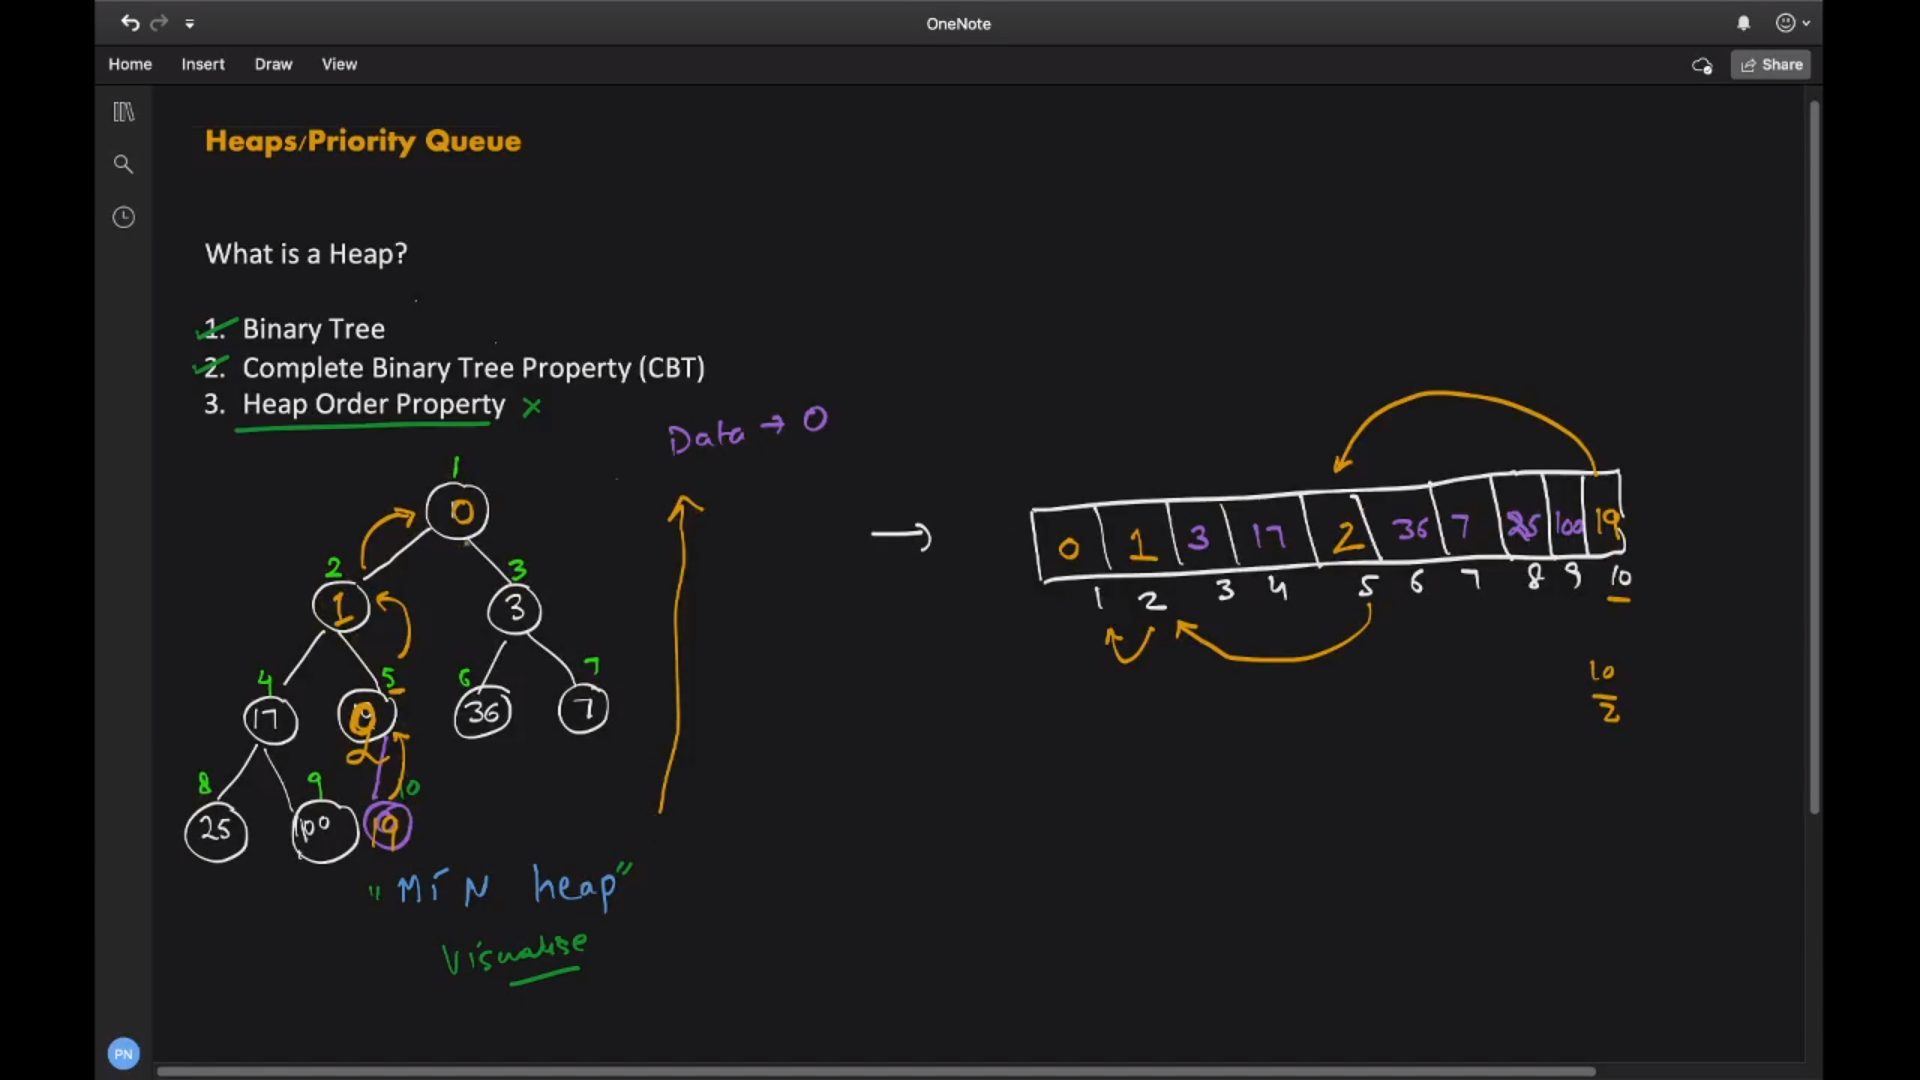 OneNote
Home Insert Draw View Share
Heaps/Priority Queue
What is a Heap?
1. Binary Tree
2. Complete Binary Tree Property (CBT)
3. Heap Order Property ×
Data → 0
1
0
2 3
1 3
4 5 6 7
17 2 36 7
8 9 10
25 100 19
"MIN heap"
Visualise
→
0 1 3 17 2 36 7 25 100 19
1 2 3 4 5 6 7 8 9 10
10
2
PN